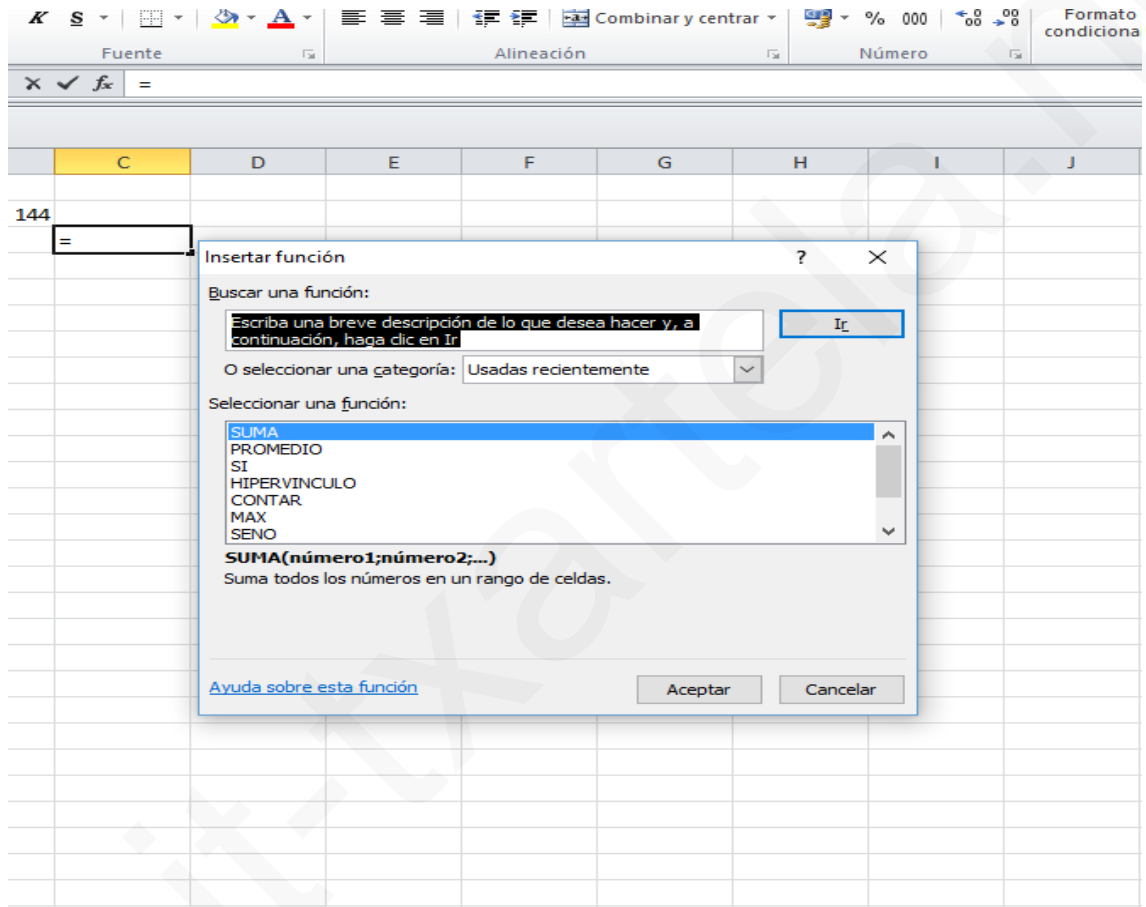 K S A Combinar y centrar % 000 Formato
condiciona
Fuente Alineación Número
fx =
C D E F G H I J
144
=
Insertar función ?
Buscar una función:
Escriba una breve descripción de lo que desea hacer y, a
continuación, haga clic en Ir
Ir
O seleccionar una categoría: Usadas recientemente
Seleccionar una función:
SUMA
PROMEDIO
SI
HIPERVINCULO
CONTAR
MAX
SENO
SUMA(número1;número2;...)
Suma todos los números en un rango de celdas.
Ayuda sobre esta función Aceptar Cancelar
it-txartela.n